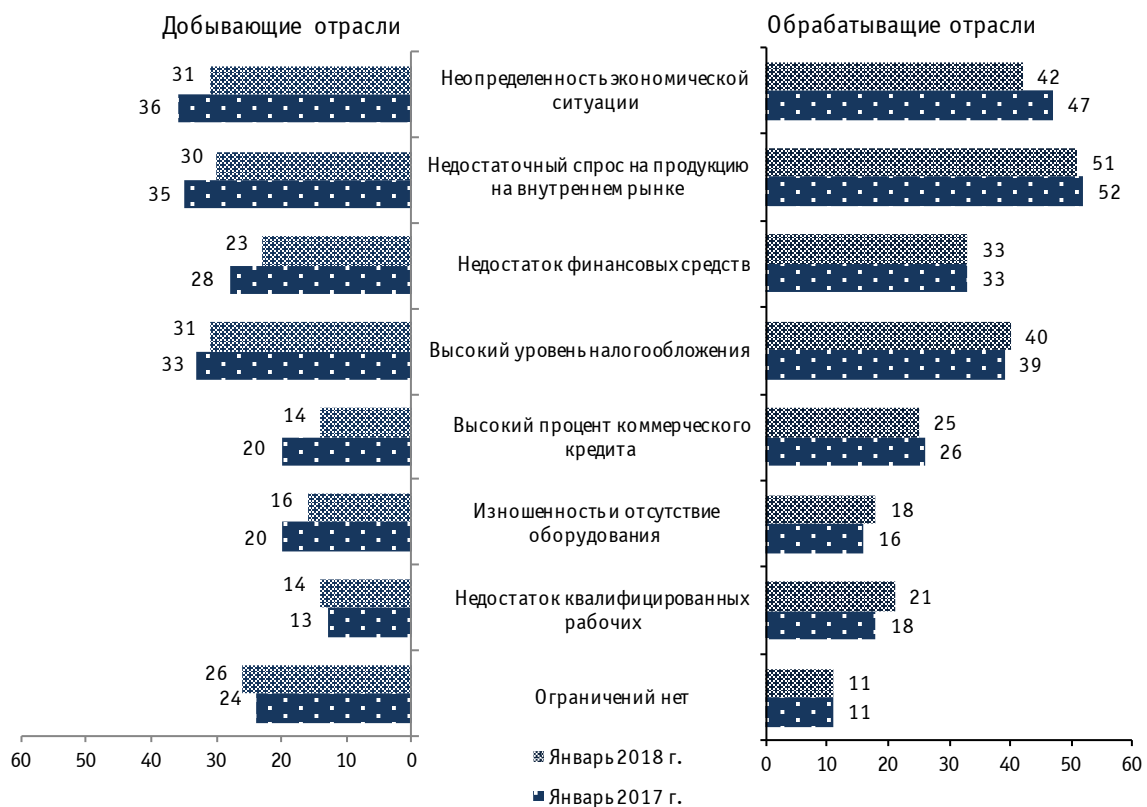 Добывающие отрасли
Обрабатыващие отрасли
31
36
Неопределенность экономической
ситуации
42
47
30
35
Недостаточный спрос на продукцию
на внутреннем рынке
51
52
23
28
Недостаток финансовых средств
33
33
31
33
Высокий уровень налогообложения
40
39
14
20
Высокий процент коммерческого
кредита
25
26
16
20
Изношенность и отсутствие
оборудования
18
16
14
13
Недостаток квалифицированных
рабочих
21
18
26
24
Ограничений нет
11
11
60 50 40 30 20 10 0
0 10 20 30 40 50 60
Январь 2018 г.
Январь 2017 г.